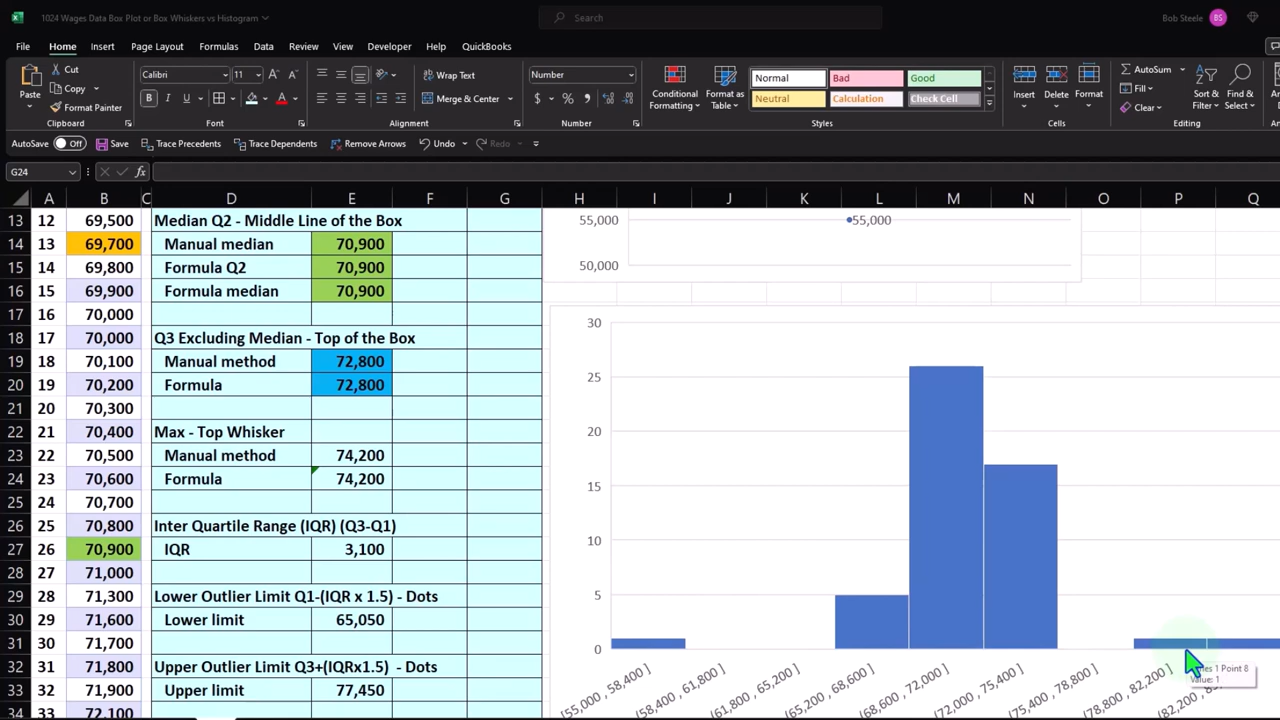 1024 Wages Data Box Plot or Box Whiskers vs Histogram
Search
Bob Steele BS
File Home Insert Page Layout Formulas Data Review View Developer Help QuickBooks
Paste Cut Copy Format Painter
Clipboard
Calibri 11
B I U
Font
Wrap Text
Merge & Center
Alignment
Number
$ % ,
Number
Conditional Formatting
Format as Table
Normal Bad Good
Neutral Calculation Check Cell
Styles
Insert Delete Format
Cells
AutoSum Fill Clear
Sort & Filter
Find & Select
Editing
AutoSave Off Save Trace Precedents Trace Dependents Remove Arrows Undo Redo
G24 fx
A B C D E F G H I J K L M N O P Q
13 12 69,500 Median Q2 - Middle Line of the Box
14 13 69,700 Manual median 70,900
15 14 69,800 Formula Q2 70,900
16 15 69,900 Formula median 70,900
17 16 70,000
18 17 70,000 Q3 Excluding Median - Top of the Box
19 18 70,100 Manual method 72,800
20 19 70,200 Formula 72,800
21 20 70,300
22 21 70,400 Max - Top Whisker
23 22 70,500 Manual method 74,200
24 23 70,600 Formula 74,200
25 24 70,700
26 25 70,800 Inter Quartile Range (IQR) (Q3-Q1)
27 26 70,900 IQR 3,100
28 27 71,000
29 28 71,300 Lower Outlier Limit Q1-(IQR x 1.5) - Dots
30 29 71,600 Lower limit 65,050
31 30 71,700
32 31 71,800 Upper Outlier Limit Q3+(IQRx1.5) - Dots
33 32 71,900 Upper limit 77,450
34 33 72,100
55,000 55,000
50,000
30
25
20
15
10
5
0
[55,000 , 58,400 ]
(58,400 , 61,800 ]
(61,800 , 65,200 ]
(65,200 , 68,600 ]
(68,600 , 72,000 ]
(72,000 , 75,400 ]
(75,400 , 78,800 ]
(78,800 , 82,200 ]
(82,200 ,
1 Point 8
Value: 1